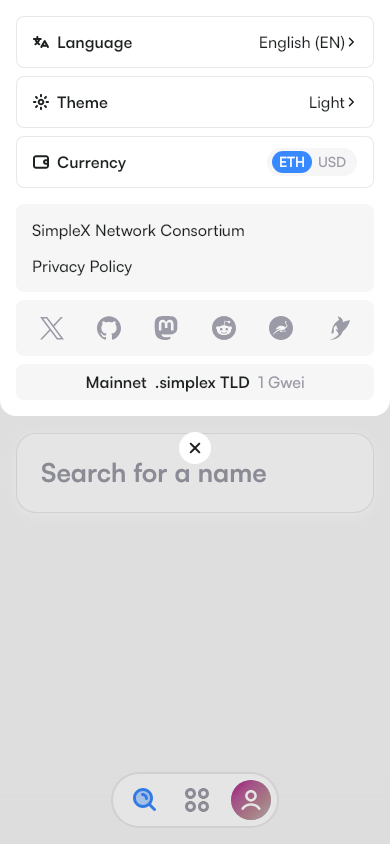 Language English (EN)
Theme Light
Currency ETH USD
SimpleX Network Consortium
Privacy Policy
Mainnet .simplex TLD 1 Gwei
Search for a name